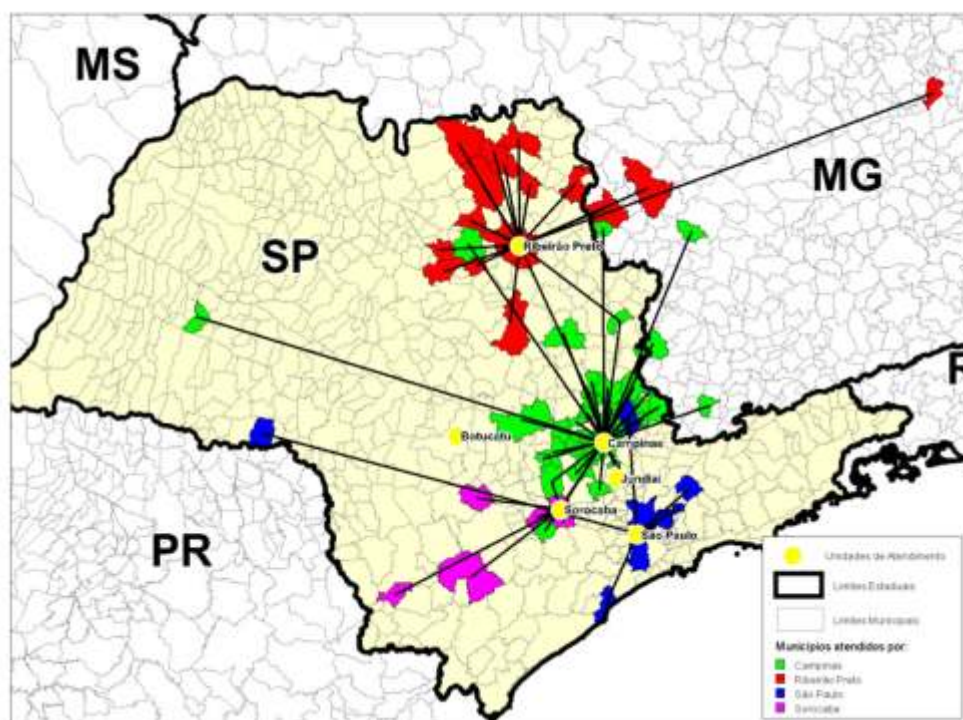 MS
MG
SP
Ribeirão Preto
R
Botucatu
Campinas
Jundiaí
Sorocaba
São Paulo
PR
Unidades de Atendimento
Limites Estaduais
Limites Municipais
Municípios atendidos por:
Campinas
Ribeirão Preto
São Paulo
Sorocaba